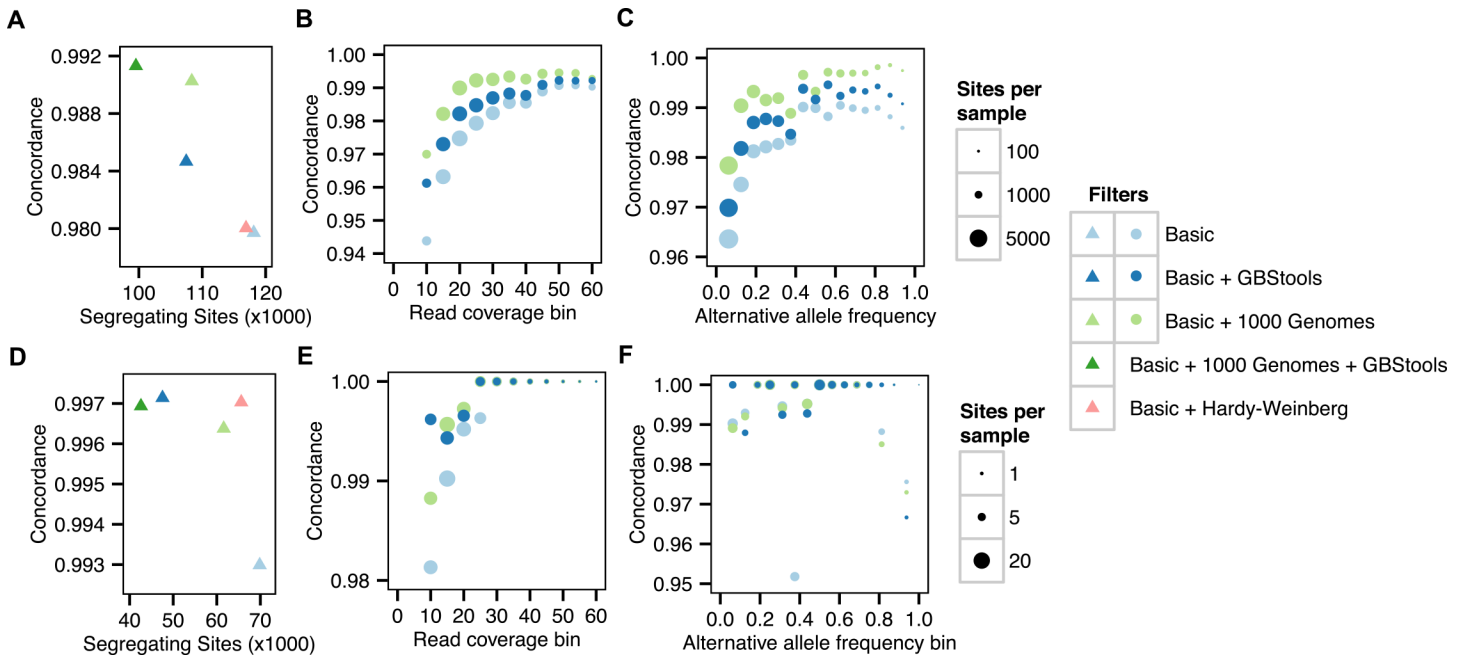 A
Concordance
0.992
0.988
0.984
0.980
100 110 120
Segregating Sites (x1000)
B
Concordance
1.00
0.99
0.98
0.97
0.96
0.95
0.94
0 10 20 30 40 50 60
Read coverage bin
C
Concordance
1.00
0.99
0.98
0.97
0.96
0.0 0.2 0.4 0.6 0.8 1.0
Alternative allele frequency
Sites per
sample
100
1000
5000
Filters
Basic
Basic + GBStools
Basic + 1000 Genomes
Basic + 1000 Genomes + GBStools
Basic + Hardy-Weinberg
D
Concordance
0.997
0.996
0.995
0.994
0.993
40 50 60 70
Segregating Sites (x1000)
E
Concordance
1.00
0.99
0.98
0 10 20 30 40 50 60
Read coverage bin
F
Concordance
1.00
0.99
0.98
0.97
0.96
0.95
0.0 0.2 0.4 0.6 0.8 1.0
Alternative allele frequency bin
Sites per
sample
1
5
20